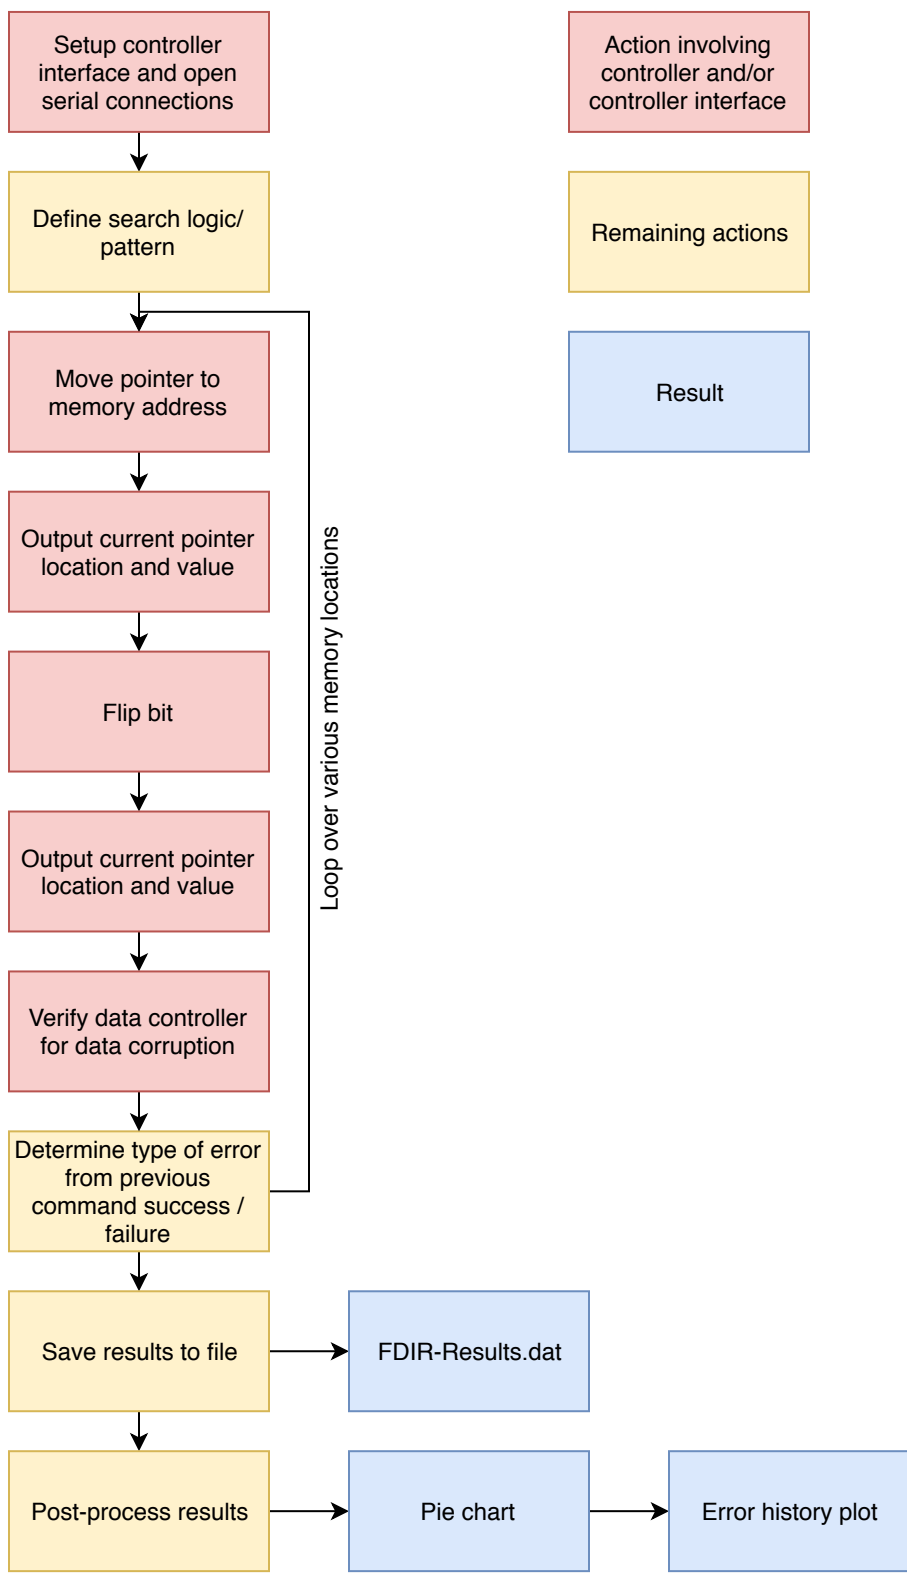 Setup controller
interface and open
serial connections
Action involving
controller and/or
controller interface
Define search logic/
pattern
Remaining actions
Move pointer to
memory address
Result
Output current pointer
location and value
Loop over various memory locations
Flip bit
Output current pointer
location and value
Verify data controller
for data corruption
Determine type of error
from previous
command success /
failure
Save results to file
FDIR-Results.dat
Post-process results
Pie chart
Error history plot